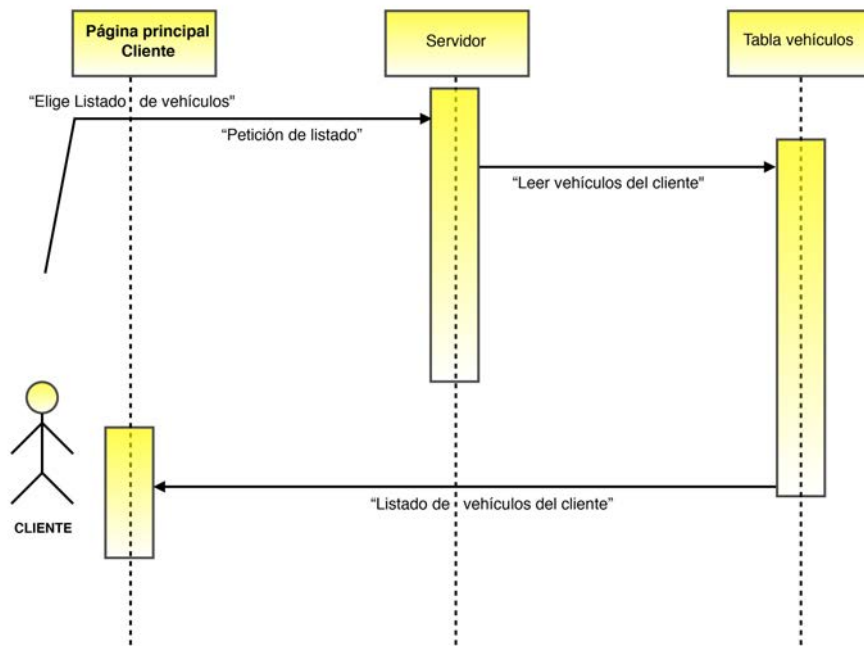 Página principal
Cliente
Servidor
Tabla vehículos
“Elige Listado de vehículos"
“Petición de listado”
“Leer vehículos del cliente"
“Listado de vehículos del cliente”
CLIENTE